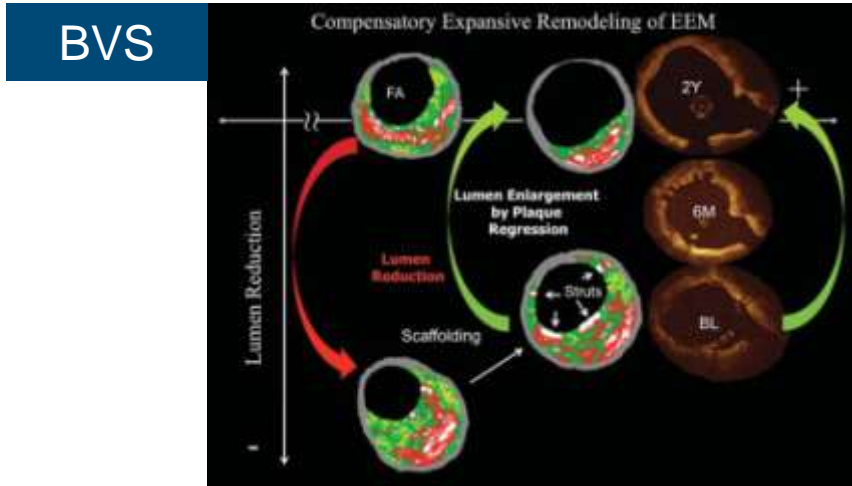 BVS
Compensatory Expansive Remodeling of EEM
FA
2Y
+
Lumen Enlargement
by Plaque
Regression
6M
Lumen
Reduction
Struts
BL
Scaffolding
Lumen Reduction
-